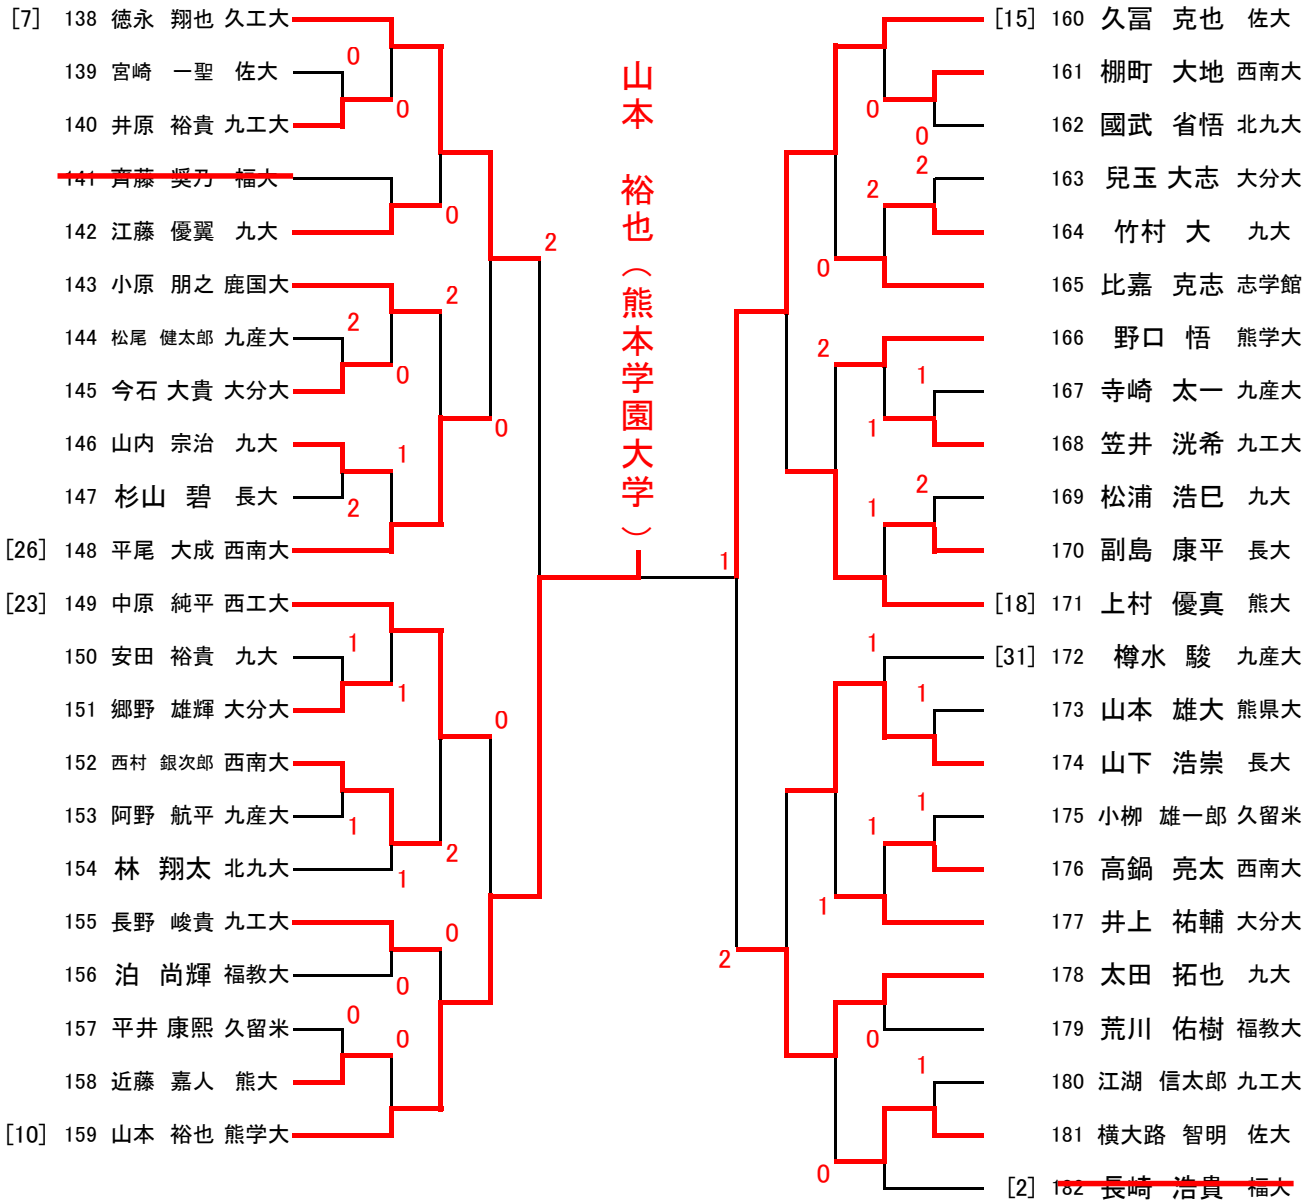 [7] 138 徳永 翔也 久工大
0
139 宮崎 一聖 佐大
0
140 井原 裕貴 九工大
141 齊藤 奨乃 福大
0
142 江藤 優翼 九大
2
143 小原 朋之 鹿国大
2
2
144 松尾 健太郎 九産大
0
145 今石 大貴 大分大
0
146 山内 宗治 九大
1
147 杉山 碧 長大
2
[26] 148 平尾 大成 西南大
[23] 149 中原 純平 西工大
1
150 安田 裕貴 九大
1
151 郷野 雄輝 大分大
0
152 西村 銀次郎 西南大
153 阿野 航平 九産大
1
2
154 林 翔太 北九大
1
155 長野 峻貴 九工大
0
156 泊 尚輝 福教大
0
0
157 平井 康熙 久留米
0
158 近藤 嘉人 熊大
[10] 159 山本 裕也 熊学大
山本 裕也（熊本学園大学）
1
2
[15] 160 久冨 克也 佐大
161 棚町 大地 西南大
0
0
162 國武 省悟 北九大
2
163 兒玉 大志 大分大
2
164 竹村 大 九大
0
165 比嘉 克志 志学館
166 野口 悟 熊学大
2
1
167 寺崎 太一 九産大
1
168 笠井 洸希 九工大
2
169 松浦 浩巳 九大
1
170 副島 康平 長大
[18] 171 上村 優真 熊大
1
[31] 172 樽水 駿 九産大
1
173 山本 雄大 熊県大
174 山下 浩崇 長大
1
175 小栁 雄一郎 久留米
1
176 高鍋 亮太 西南大
1
177 井上 祐輔 大分大
178 太田 拓也 九大
0
179 荒川 佑樹 福教大
1
180 江湖 信太郎 九工大
181 横大路 智明 佐大
0
[2] 182 長崎 浩貴 福大